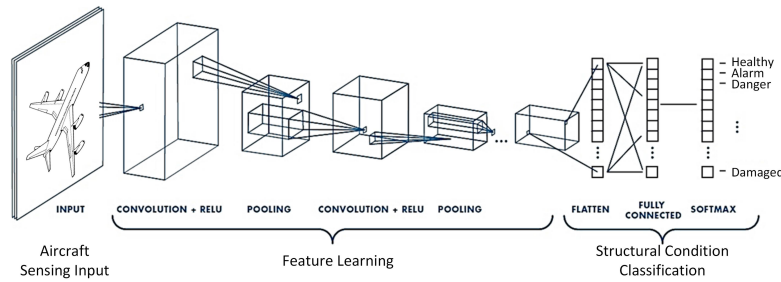 Healthy
Alarm
Danger
Damaged
INPUT
CONVOLUTION + RELU
POOLING
CONVOLUTION + RELU
POOLING
FLATTEN
FULLY
CONNECTED
SOFTMAX
Aircraft
Sensing Input
Feature Learning
Structural Condition
Classification